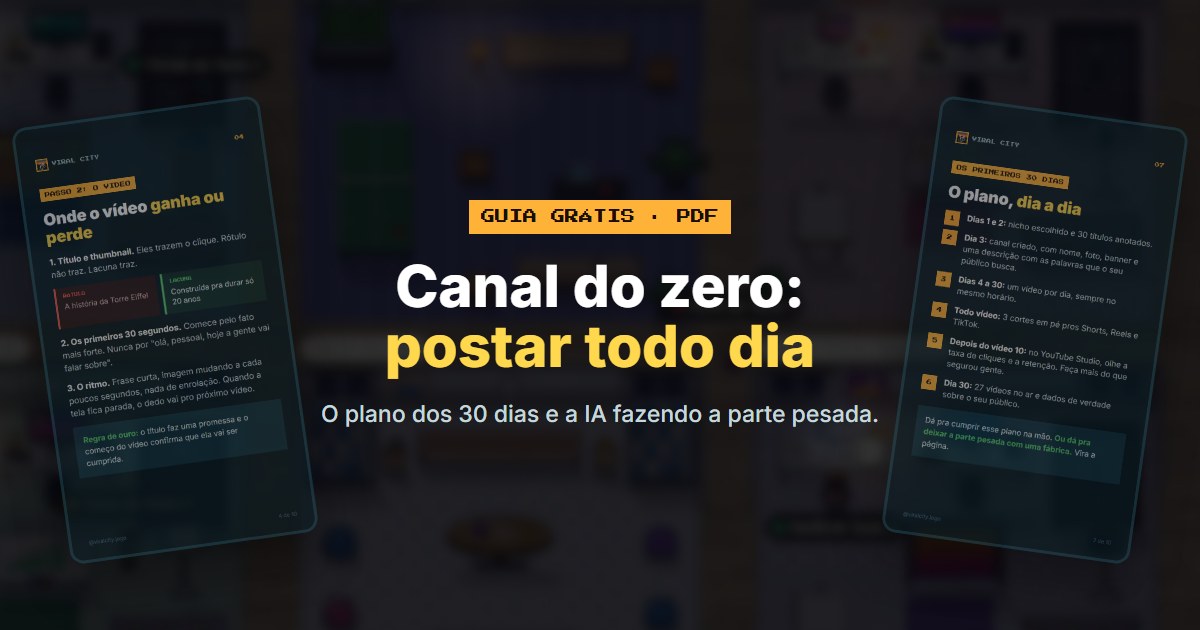 04
VIRAL CITY
PASSO 2: O VIDEO
Onde o vídeo ganha ou
perde
1. Título e thumbnail. Eles trazem o clique. Rótulo
não traz. Lacuna traz.
RÓTULO
A história da Torre Eiffel
LACUNA
Construída pra durar só
20 anos
2. Os primeiros 30 segundos. Comece pelo fato
mais forte. Nunca por "olá, pessoal, hoje a gente vai
falar sobre".
3. O ritmo. Frase curta, imagem mudando a cada
poucos segundos, nada de enrolação. Quando a
tela fica parada, o dedo vai pro próximo vídeo.
Regra de ouro: o título faz uma promessa e o
começo do vídeo confirma que ela vai ser
cumprida.
GUIA GRÁTIS · PDF
Canal do zero:
postar todo dia
O plano dos 30 dias e a IA fazendo a parte pesada.
VIRAL CITY
07
OS PRIMEIROS 30 DIAS
O plano, dia a dia
1 Dias 1 e 2: nicho escolhido e 30 títulos anotados.
2 Dia 3: canal criado, com nome, foto, banner e
uma descrição com as palavras que o seu
público busca.
3 Dias 4 a 30: um vídeo por dia, sempre no
mesmo horário.
4 Todo vídeo: 3 cortes em pé pros Shorts, Reels e
TikTok.
5 Depois do vídeo 10: no YouTube Studio, olhe a
taxa de cliques e a retenção. Faça mais do que
segurou gente.
6 Dia 30: 27 vídeos no ar e dados de verdade
sobre o seu público.
Dá pra cumprir esse plano na mão. Ou dá pra
deixar a parte pesada com uma fábrica. Vira a
página.